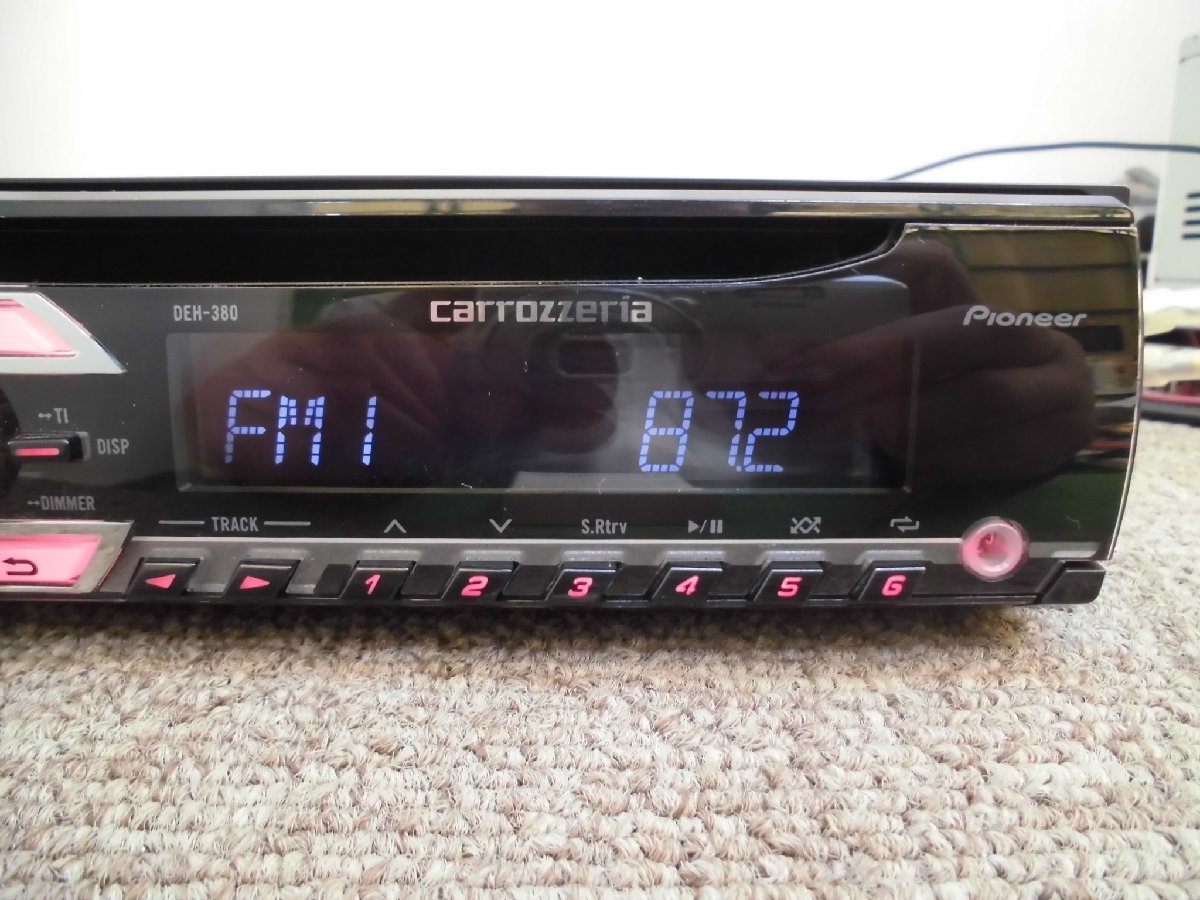 DEH-380 carrozzeria
Pioneer
FM1 87.2
TI
DISP
DIMMER
TRACK S.Rtrv
1 2 3 4 5 6